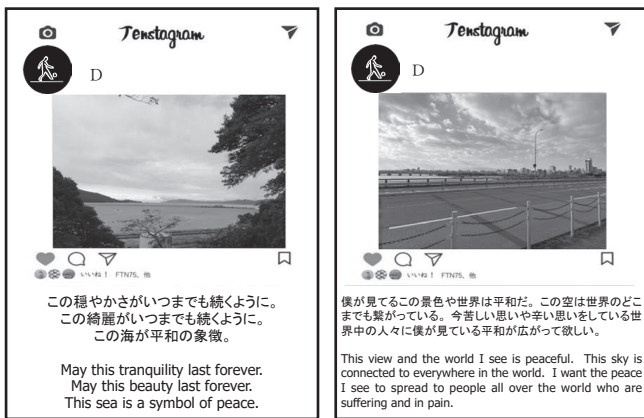 Tenstagram
D
いいね！ FTN75、他
この穏やかさがいつまでも続くように。
この綺麗がいつまでも続くように。
この海が平和の象徴。
May this tranquility last forever.
May this beauty last forever.
This sea is a symbol of peace.
Tenstagram
D
いいね！ FTN75、他
僕が見てるこの景色や世界は平和だ。この空は世界のどこ
までも繋がっている。今苦しい思いや辛い思いをしている世
界中の人々に僕が見ている平和が広がって欲しい。
This view and the world I see is peaceful. This sky is
connected to everywhere in the world. I want the peace
I see to spread to people all over the world who are
suffering and in pain.